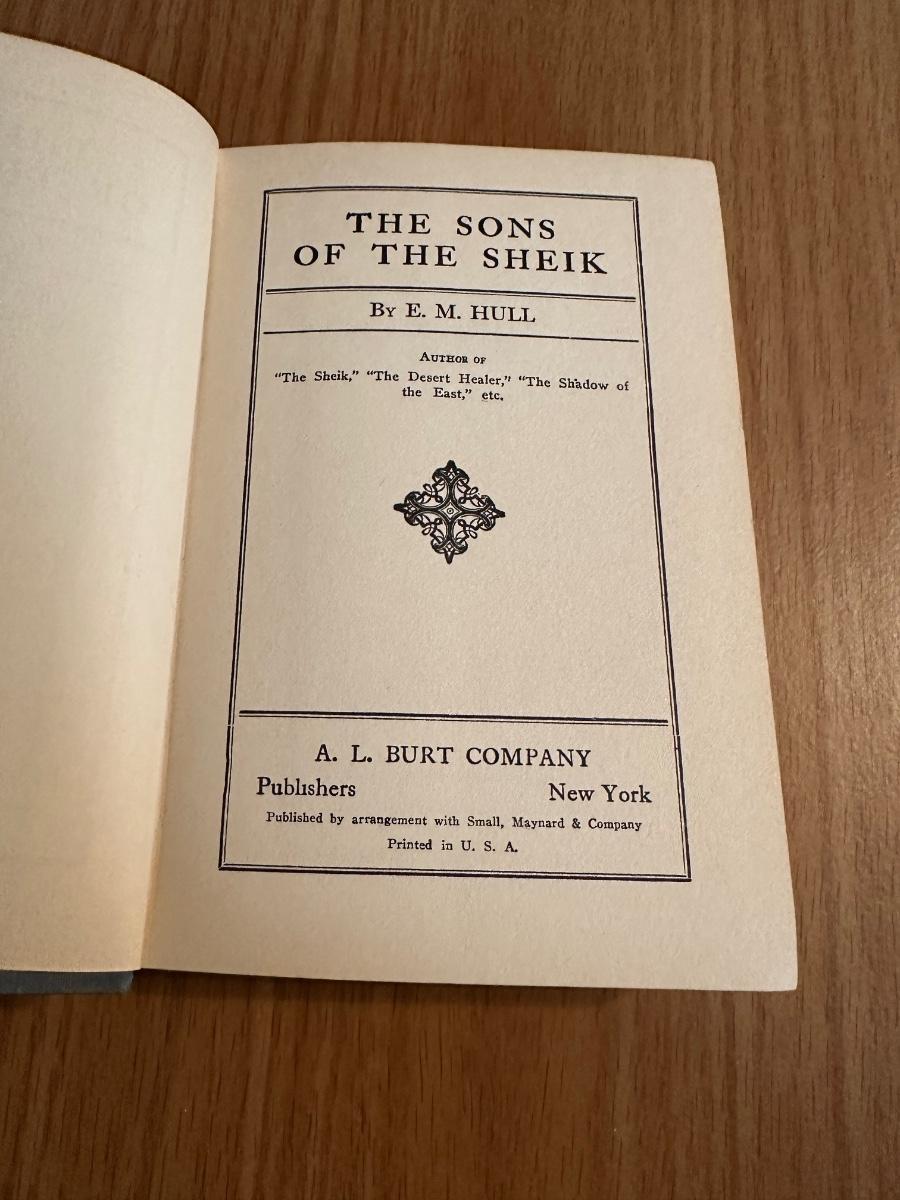 THE SONS
OF THE SHEIK
By E. M. HULL
Author of
"The Sheik," "The Desert Healer," "The Shadow of
the East," etc.
A. L. BURT COMPANY
Publishers New York
Published by arrangement with Small, Maynard & Company
Printed in U. S. A.